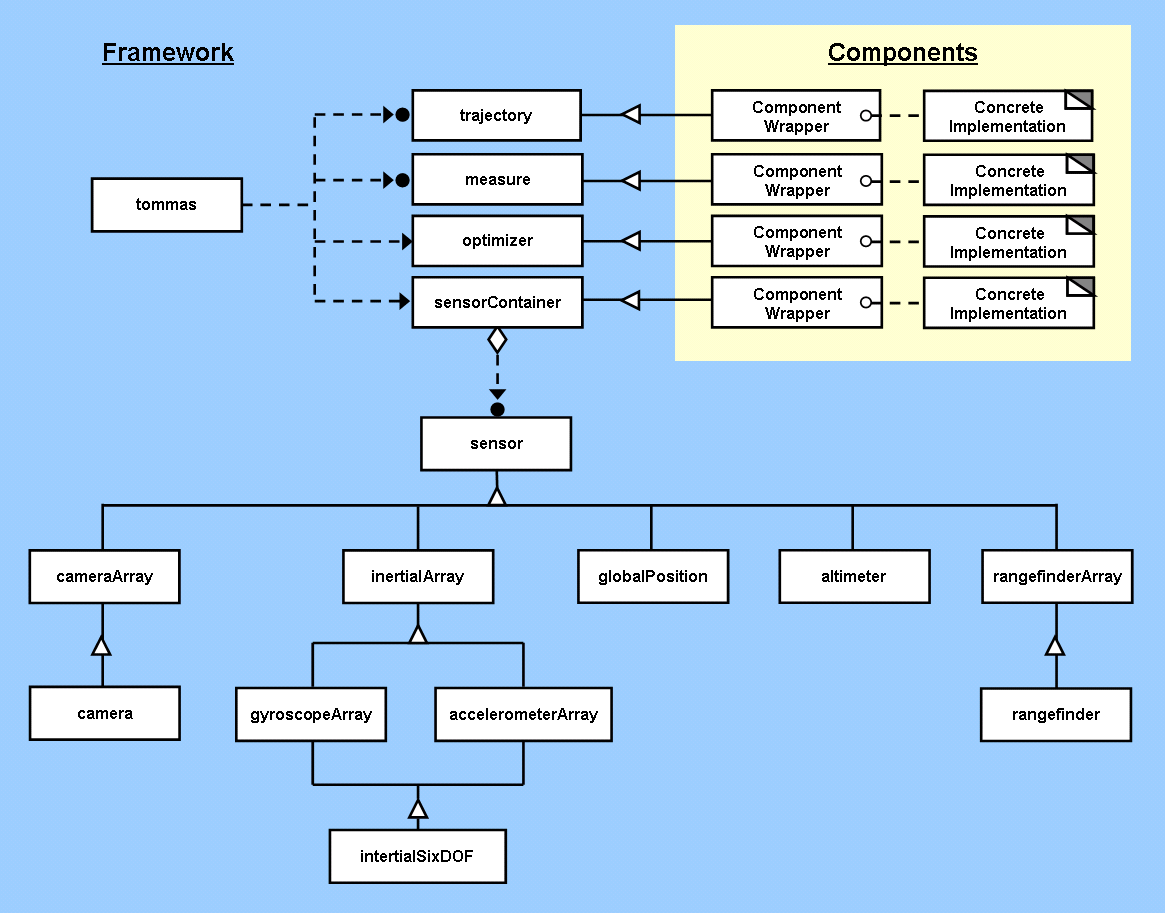 Framework
Components
trajectory
Component
Wrapper
Concrete
Implementation
measure
Component
Wrapper
Concrete
Implementation
tommas
optimizer
Component
Wrapper
Concrete
Implementation
sensorContainer
Component
Wrapper
Concrete
Implementation
sensor
cameraArray
inertialArray
globalPosition
altimeter
rangefinderArray
camera
gyroscopeArray
accelerometerArray
rangefinder
intertialSixDOF